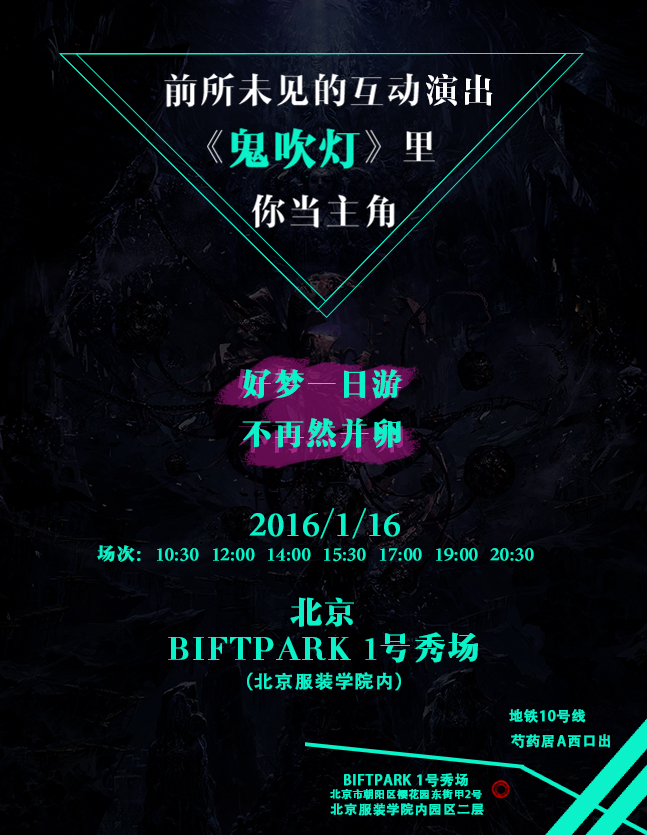 前所未见的互动演出
《鬼吹灯》里
你当主角
好梦一日游
不再然并卵
2016/1/16
场次: 10:30 12:00 14:00 15:30 17:00 19:00 20:30
北京
BIFTPARK 1号秀场
(北京服装学院内)
地铁10号线
芍药居A西口出
BIFTPARK 1号秀场
北京市朝阳区樱花园东街甲2号
北京服装学院内园区二层